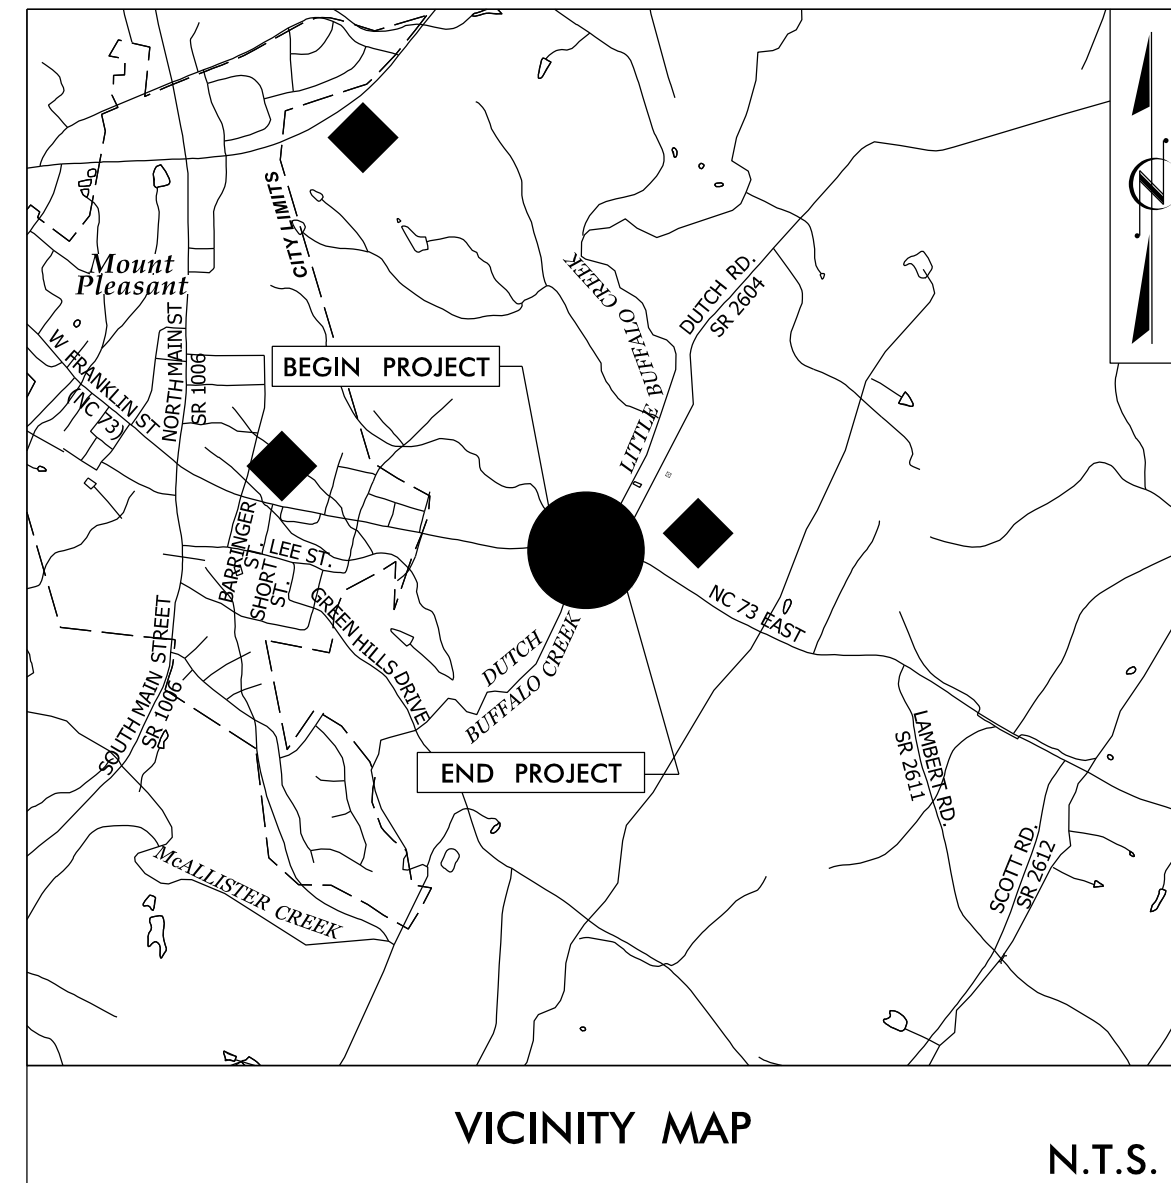 CITY LIMITS
Mount
Pleasant
LITTLE BUFFALO CREEK
DUTCH RD.
SR 2604
BEGIN PROJECT
W FRANKLIN ST
(NC 73)
NORTH MAIN ST
SR 1006
BARRINGER
ST.
LEE ST.
SHORT
ST.
GREEN HILLS DRIVE
NC 73 EAST
DUTCH
BUFFALO CREEK
SOUTH MAIN STREET
SR 1006
END PROJECT
LAMBERT RD.
SR 2611
SCOTT RD.
SR 2612
McALLISTER CREEK
VICINITY MAP
N.T.S.
N